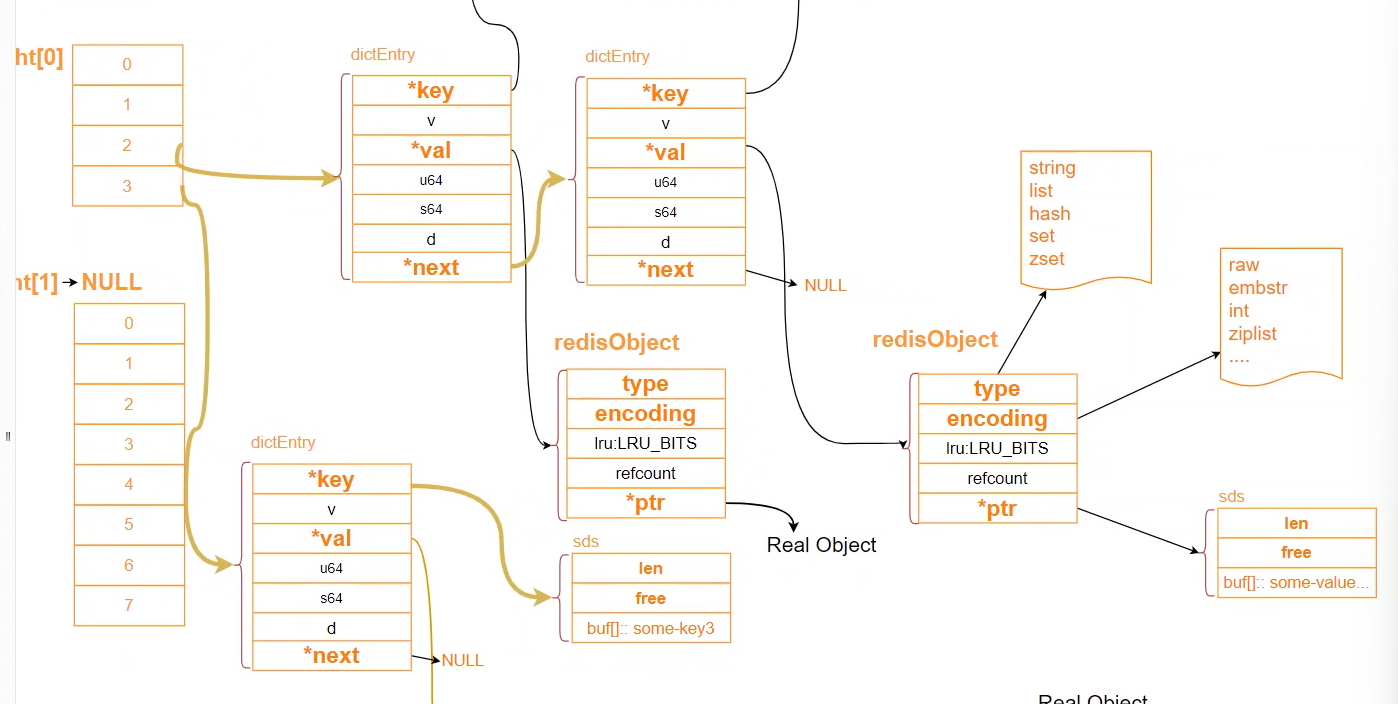 ht[0]
0
1
2
3
dictEntry
*key
v
*val
u64
s64
d
*next
dictEntry
*key
v
*val
u64
s64
d
*next
NULL
string
list
hash
set
zset
raw
embstr
int
ziplist
....
ht[1]
NULL
0
1
2
3
4
5
6
7
redisObject
type
encoding
lru:LRU_BITS
refcount
*ptr
Real Object
redisObject
type
encoding
lru:LRU_BITS
refcount
*ptr
dictEntry
*key
v
*val
u64
s64
d
*next
NULL
sds
len
free
buf[]:: some-key3
sds
len
free
buf[]:: some-value...
Real Object